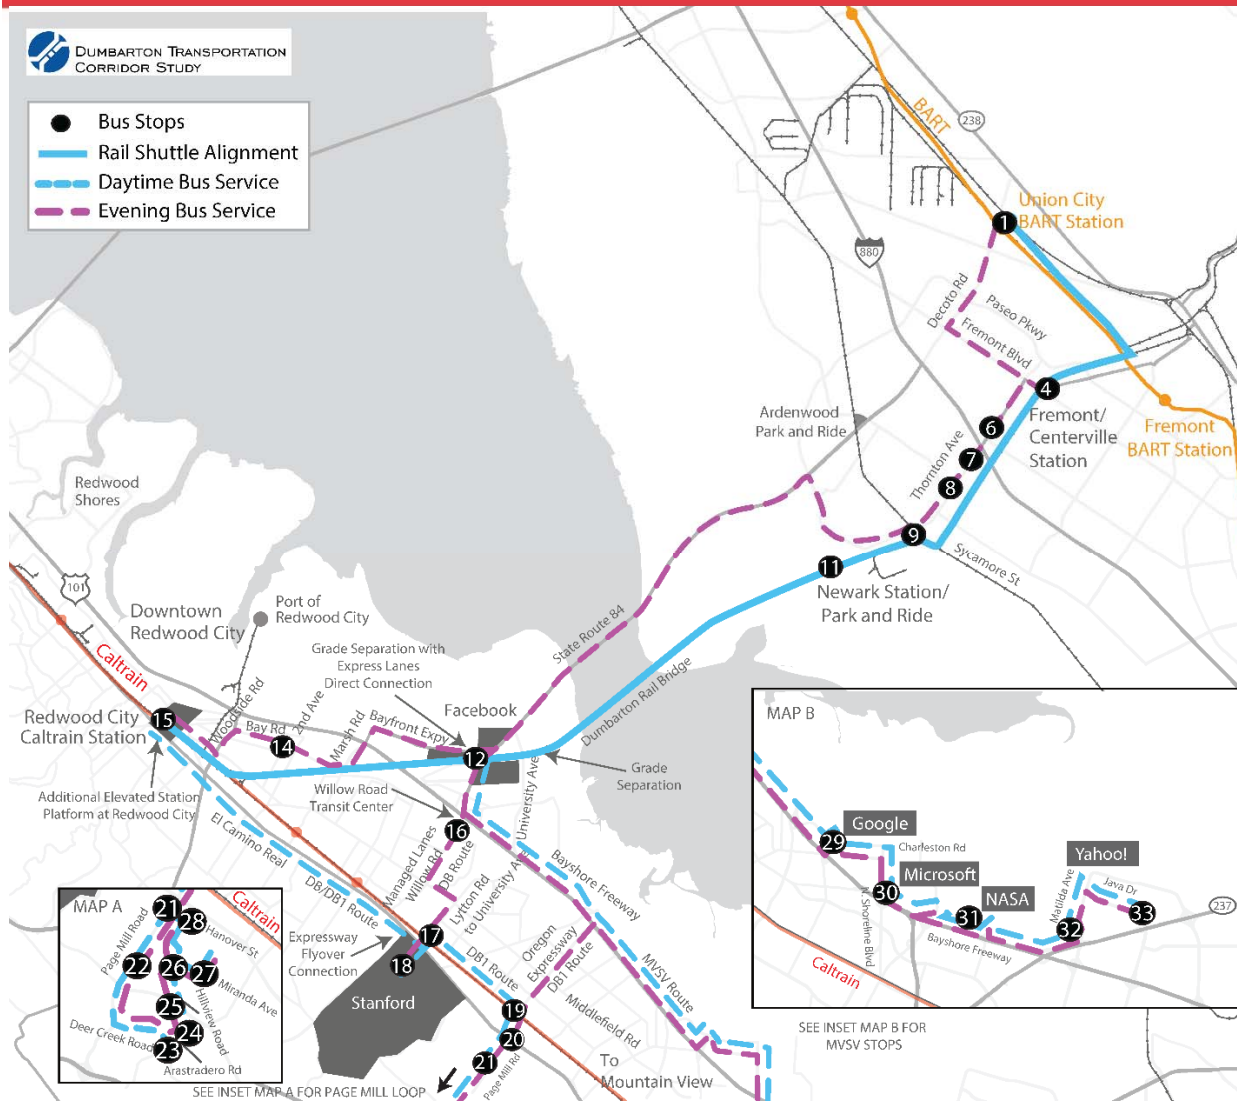 DUMBARTON TRANSPORTATION
CORRIDOR STUDY
Bus Stops
Rail Shuttle Alignment
Daytime Bus Service
Evening Bus Service
BART
238
1
Union City
BART Station
880
Decoto Rd
Paseo Pkwy
Fremont Blvd
4
Fremont/
Centerville
Station
Fremont
BART Station
Ardenwood
Park and Ride
6
7
8
Thornton Ave
9
Sycamore St
11
Newark Station/
Park and Ride
Redwood
Shores
101
Downtown
Redwood City
Port of
Redwood City
Caltrain
Grade Separation with
Express Lanes
Direct Connection
State Route 84
Dumbarton Rail Bridge
Facebook
15
Redwood City
Caltrain Station
Woodside Rd
Bay Rd
2nd Ave
14
Marsh Rd
Bayfront Expy
12
Grade
Separation
Additional Elevated Station
Platform at Redwood City
Willow Road
Transit Center
University Ave
16
El Camino Real
DB/DB1 Route
Managed Lanes
Willow Rd
DB Route
Lytton Rd
to University Ave
Bayshore Freeway
Expressway
Flyover
Connection
17
18
Stanford
DB1 Route
Oregon
Expressway
DB1 Route
MVSV Route
Middlefield Rd
19
20
21
Page Mill Rd
To
Mountain View
SEE INSET MAP A FOR PAGE MILL LOOP
MAP A
Caltrain
21
28
Hanover St
Page Mill Road
22
26
27
Miranda Ave
Hillview Road
25
24
Deer Creek Road
23
Arastradero Rd
MAP B
Google
29
Charleston Rd
Microsoft
30
NASA
31
Yahoo!
Matilda Ave
Java Dr
32
33
237
N Shoreline Blvd
Bayshore Freeway
Caltrain
SEE INSET MAP B FOR
MVSV STOPS